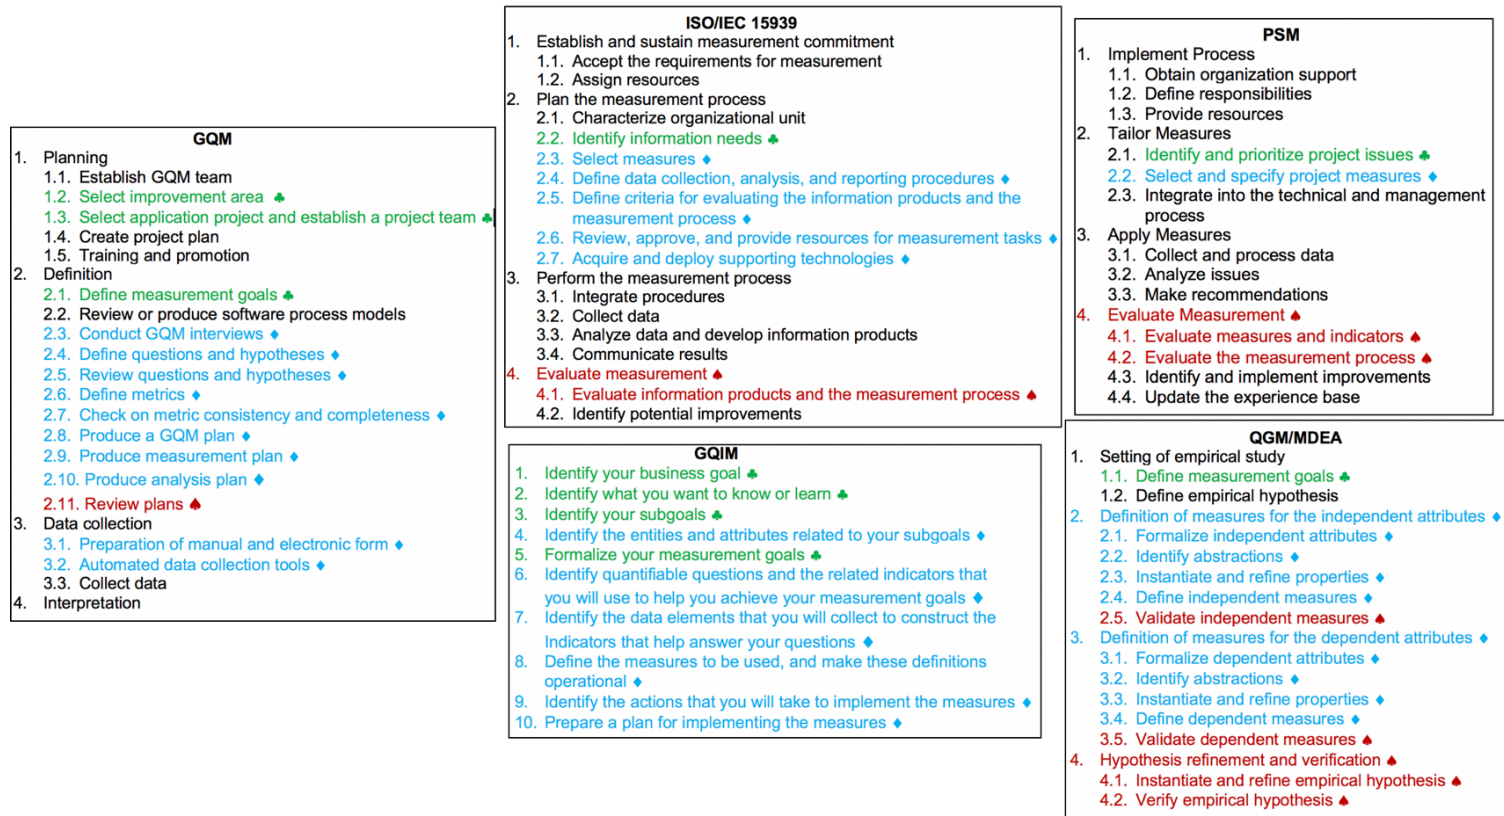 GQM
1. Planning
1.1. Establish GQM team
1.2. Select improvement area ♣
1.3. Select application project and establish a project team ♣
1.4. Create project plan
1.5. Training and promotion
2. Definition
2.1. Define measurement goals ♣
2.2. Review or produce software process models
2.3. Conduct GQM interviews ♦
2.4. Define questions and hypotheses ♦
2.5. Review questions and hypotheses ♦
2.6. Define metrics ♦
2.7. Check on metric consistency and completeness ♦
2.8. Produce a GQM plan ♦
2.9. Produce measurement plan ♦
2.10. Produce analysis plan ♦
2.11. Review plans ♠
3. Data collection
3.1. Preparation of manual and electronic form ♦
3.2. Automated data collection tools ♦
3.3. Collect data
4. Interpretation
ISO/IEC 15939
1. Establish and sustain measurement commitment
1.1. Accept the requirements for measurement
1.2. Assign resources
2. Plan the measurement process
2.1. Characterize organizational unit
2.2. Identify information needs ♣
2.3. Select measures ♦
2.4. Define data collection, analysis, and reporting procedures ♦
2.5. Define criteria for evaluating the information products and the
measurement process ♦
2.6. Review, approve, and provide resources for measurement tasks ♦
2.7. Acquire and deploy supporting technologies ♦
3. Perform the measurement process
3.1. Integrate procedures
3.2. Collect data
3.3. Analyze data and develop information products
3.4. Communicate results
4. Evaluate measurement ♠
4.1. Evaluate information products and the measurement process ♠
4.2. Identify potential improvements
GQIM
1. Identify your business goal ♣
2. Identify what you want to know or learn ♣
3. Identify your subgoals ♣
4. Identify the entities and attributes related to your subgoals ♦
5. Formalize your measurement goals ♣
6. Identify quantifiable questions and the related indicators that
you will use to help you achieve your measurement goals ♦
7. Identify the data elements that you will collect to construct the
Indicators that help answer your questions ♦
8. Define the measures to be used, and make these definitions
operational ♦
9. Identify the actions that you will take to implement the measures ♦
10. Prepare a plan for implementing the measures ♦
PSM
1. Implement Process
1.1. Obtain organization support
1.2. Define responsibilities
1.3. Provide resources
2. Tailor Measures
2.1. Identify and prioritize project issues ♣
2.2. Select and specify project measures ♦
2.3. Integrate into the technical and management
process
3. Apply Measures
3.1. Collect and process data
3.2. Analyze issues
3.3. Make recommendations
4. Evaluate Measurement ♠
4.1. Evaluate measures and indicators ♠
4.2. Evaluate the measurement process ♠
4.3. Identify and implement improvements
4.4. Update the experience base
QGM/MDEA
1. Setting of empirical study
1.1. Define measurement goals ♣
1.2. Define empirical hypothesis
2. Definition of measures for the independent attributes ♦
2.1. Formalize independent attributes ♦
2.2. Identify abstractions ♦
2.3. Instantiate and refine properties ♦
2.4. Define independent measures ♦
2.5. Validate independent measures ♠
3. Definition of measures for the dependent attributes ♦
3.1. Formalize dependent attributes ♦
3.2. Identify abstractions ♦
3.3. Instantiate and refine properties ♦
3.4. Define dependent measures ♦
3.5. Validate dependent measures ♠
4. Hypothesis refinement and verification ♠
4.1. Instantiate and refine empirical hypothesis ♠
4.2. Verify empirical hypothesis ♠